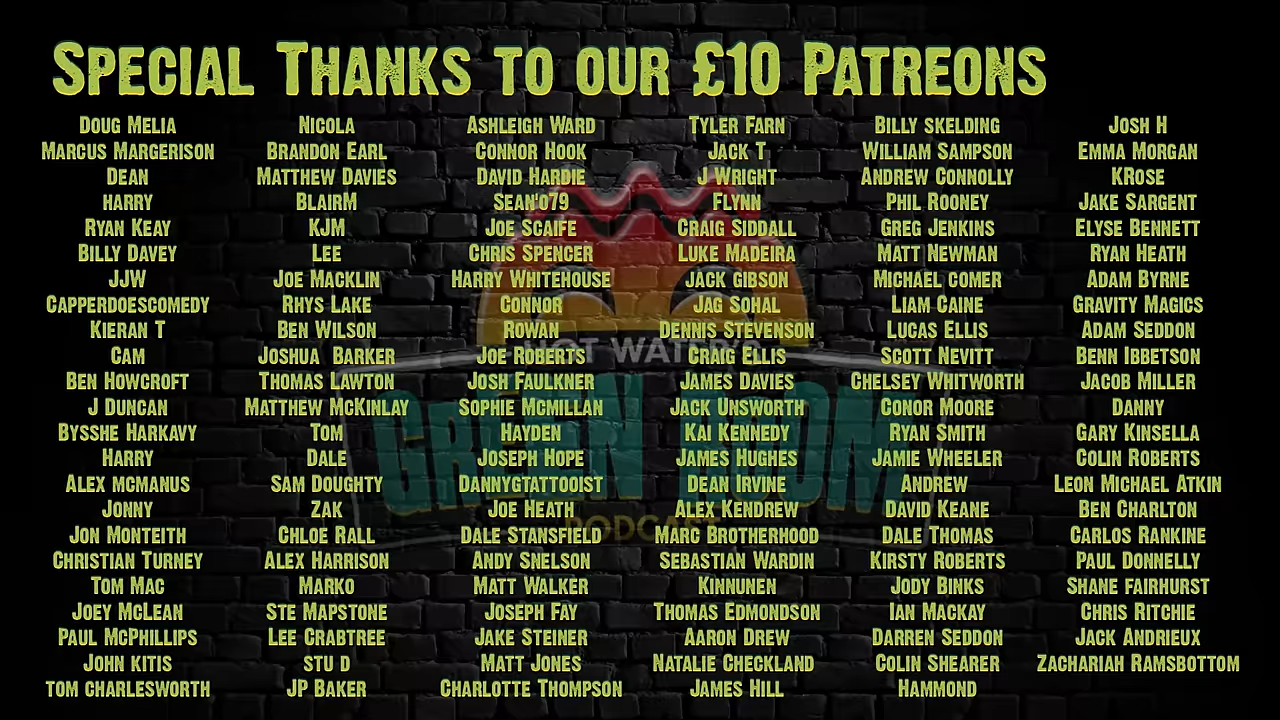 Special Thanks to our £10 Patreons
Doug Melia
Marcus Margerison
Dean
Harry
Ryan Keay
Billy Davey
JJW
Capperdoescomedy
Kieran T
Cam
Ben Howcroft
J Duncan
Bysshe Harkavy
Harry
Alex mcmanus
Jonny
Jon Monteith
Christian Turney
Tom Mac
Joey McLean
Paul McPhillips
John kitis
tom charlesworth
Nicola
Brandon Earl
Matthew Davies
BlairM
KJM
Lee
Joe Macklin
Rhys Lake
Ben Wilson
Joshua Barker
Thomas Lawton
Matthew McKinlay
Tom
Dale
Sam Doughty
Zak
Chloe Rall
Alex Harrison
Marko
Ste Mapstone
Lee Crabtree
stu d
JP Baker
Ashleigh Ward
Connor Hook
David Hardie
Sean'o79
Joe Scaife
Chris Spencer
Harry Whitehouse
Connor
Rowan
Joe Roberts
Josh Faulkner
Sophie Mcmillan
Hayden
Joseph Hope
Dannygtattooist
Joe Heath
Dale Stansfield
Andy Snelson
Matt Walker
Joseph Fay
Jake Steiner
Matt Jones
Charlotte Thompson
Tyler Farn
Jack T
J Wright
Flynn
Craig Siddall
Luke Madeira
Jack Gibson
Jag Sohal
Dennis Stevenson
Craig Ellis
James Davies
Jack Unsworth
Kai Kennedy
James Hughes
Dean Irvine
Alex Kendrew
Marc Brotherhood
Sebastian Wardin
Kinnunen
Thomas Edmondson
Aaron Drew
Natalie Checkland
James Hill
Billy skelding
William Sampson
Andrew Connolly
Phil Rooney
Greg Jenkins
Matt Newman
Michael comer
Liam Caine
Lucas Ellis
Scott Nevitt
Chelsey Whitworth
Conor Moore
Ryan Smith
Jamie Wheeler
Andrew
David Keane
Dale Thomas
Kirsty Roberts
Jody Binks
Ian Mackay
Darren Seddon
Colin Shearer
Hammond
Josh H
Emma Morgan
KRose
Jake Sargent
Elyse Bennett
Ryan Heath
Adam Byrne
Gravity Magics
Adam Seddon
Benn Ibbetson
Jacob Miller
Danny
Gary Kinsella
Colin Roberts
Leon Michael Atkin
Ben Charlton
Carlos Rankine
Paul Donnelly
Shane fairhurst
Chris Ritchie
Jack Andrieux
Zachariah Ramsbottom
HOT WATER'S
GREEN ROOM
PODCAST